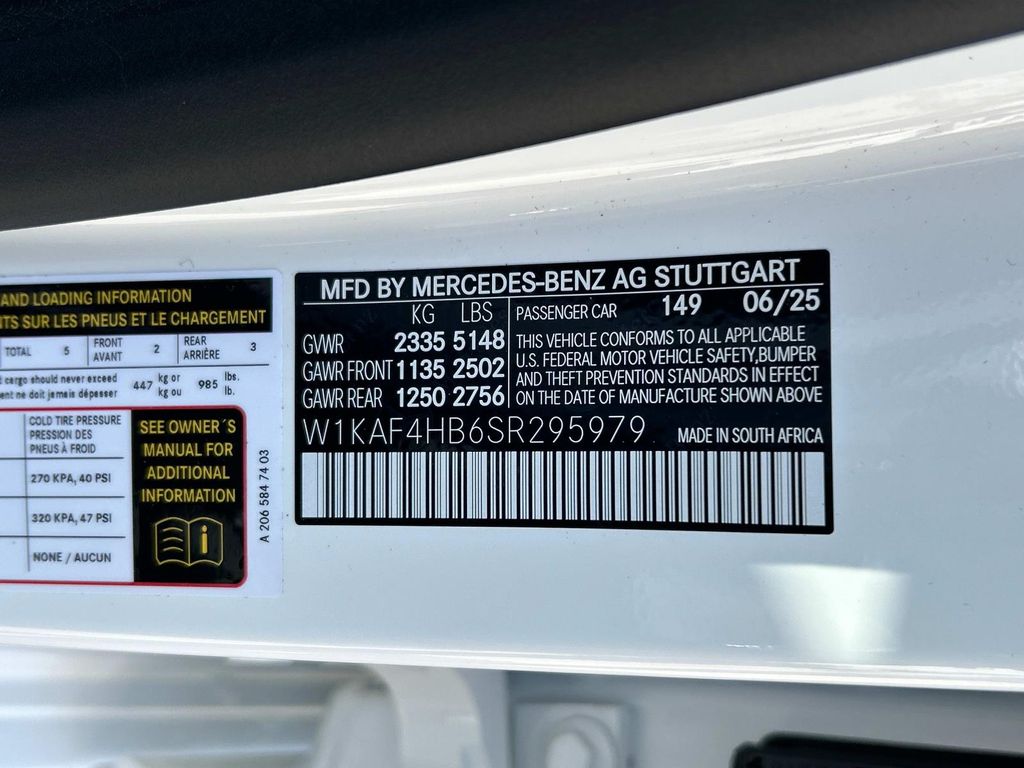 AND LOADING INFORMATION
NTS SUR LES PNEUS ET LE CHARGEMENT
TOTAL 5 FRONT AVANT 2 REAR ARRIÈRE 3
cargo should never exceed 447 kg or 985 lbs.
ent ne doit jamais dépasser kg ou lb.
COLD TIRE PRESSURE
PRESSION DES
PNEUS À FROID
270 KPA, 40 PSI
320 KPA, 47 PSI
NONE / AUCUN
SEE OWNER´S
MANUAL FOR
ADDITIONAL
INFORMATION
i
A 206 584 74 03
MFD BY MERCEDES-BENZ AG STUTTGART
KG LBS
GVWR 2335 5148
GAWR FRONT 1135 2502
GAWR REAR 1250 2756
PASSENGER CAR 149 06/25
THIS VEHICLE CONFORMS TO ALL APPLICABLE
U.S. FEDERAL MOTOR VEHICLE SAFETY,BUMPER
AND THEFT PREVENTION STANDARDS IN EFFECT
ON THE DATE OF MANUFACTURE SHOWN ABOVE
W1KAF4HB6SR295979 MADE IN SOUTH AFRICA